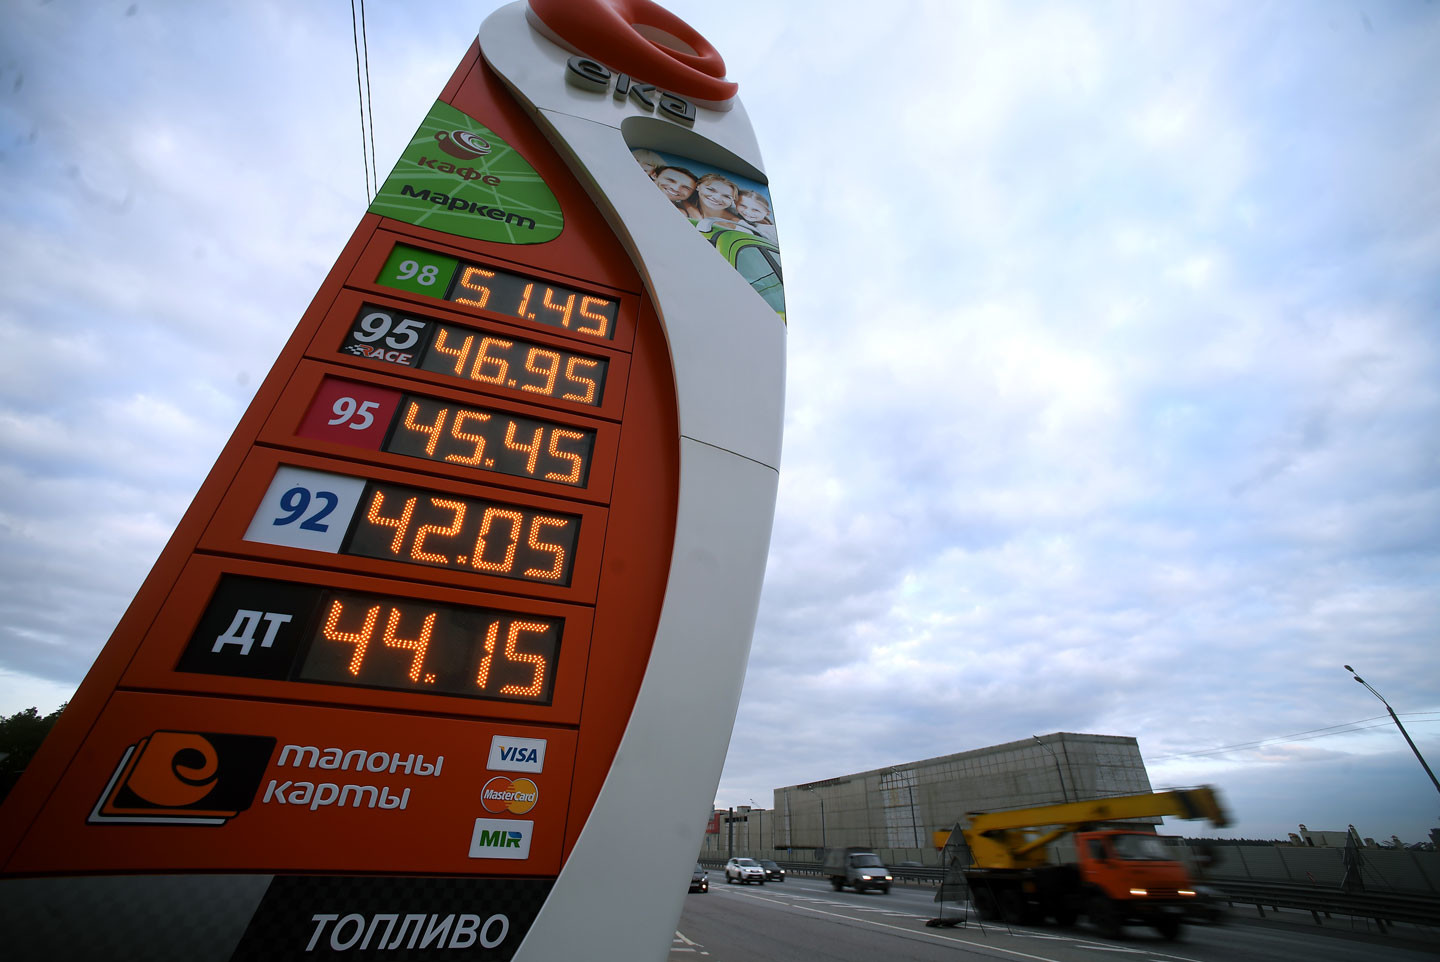 ека
кафе
маркет
98 51.45
95 RACE 46.95
95 45.45
92 42.05
ДТ 44.15
талоны
карты
VISA
MasterCard
MIR
ТОПЛИВО